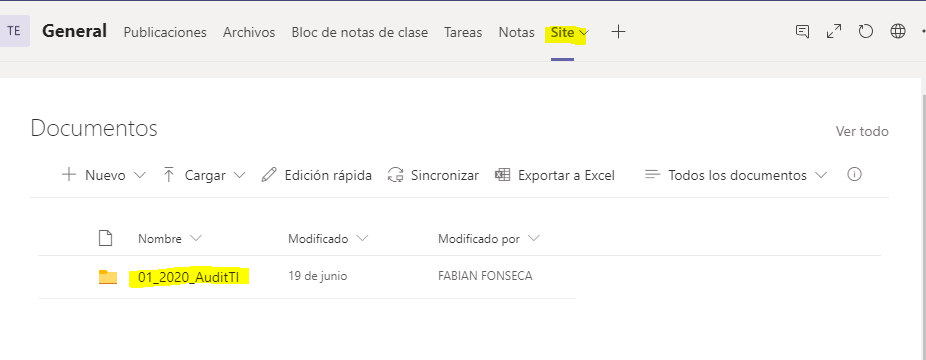 TE General Publicaciones Archivos Bloc de notas de clase Tareas Notas Site
Documentos
Ver todo
Nuevo Cargar Edición rápida Sincronizar Exportar a Excel Todos los documentos
Nombre Modificado Modificado por
01_2020_AuditTI 19 de junio FABIAN FONSECA